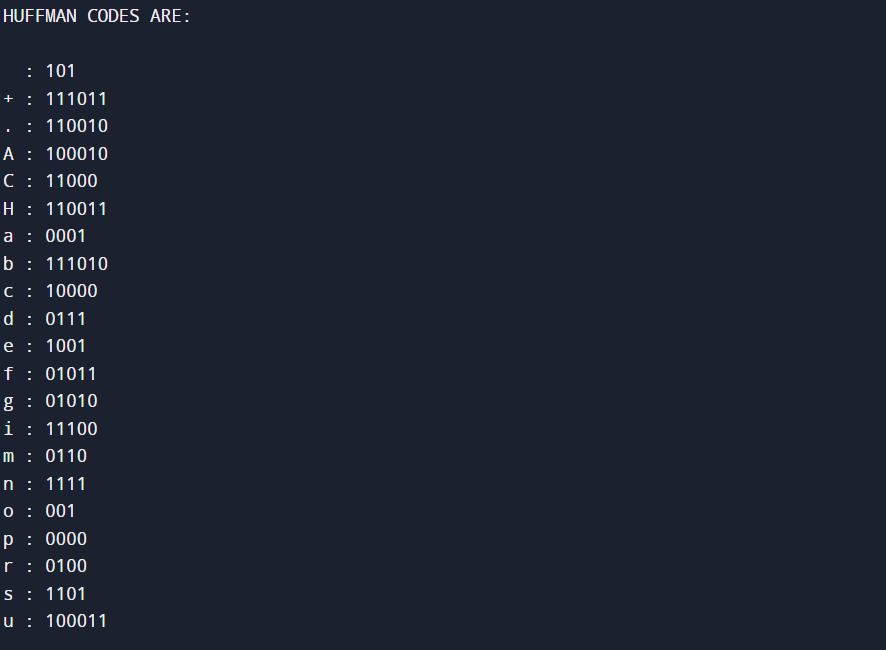 HUFFMAN CODES ARE:
  : 101
+ : 111011
. : 110010
A : 100010
C : 11000
H : 110011
a : 0001
b : 111010
c : 10000
d : 0111
e : 1001
f : 01011
g : 01010
i : 11100
m : 0110
n : 1111
o : 001
p : 0000
r : 0100
s : 1101
u : 100011